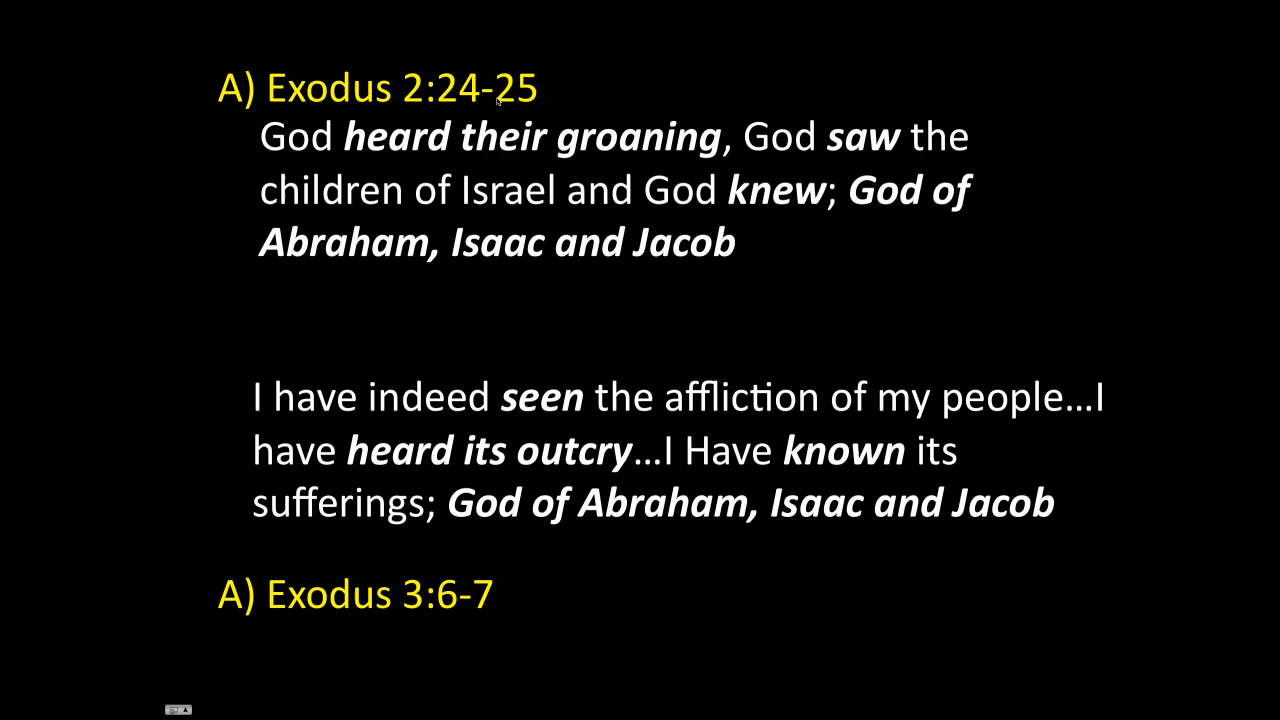 A) Exodus 2:24-25
God heard their groaning, God saw the
children of Israel and God knew; God of
Abraham, Isaac and Jacob
I have indeed seen the affliction of my people…I
have heard its outcry…I Have known its
sufferings; God of Abraham, Isaac and Jacob
A) Exodus 3:6-7